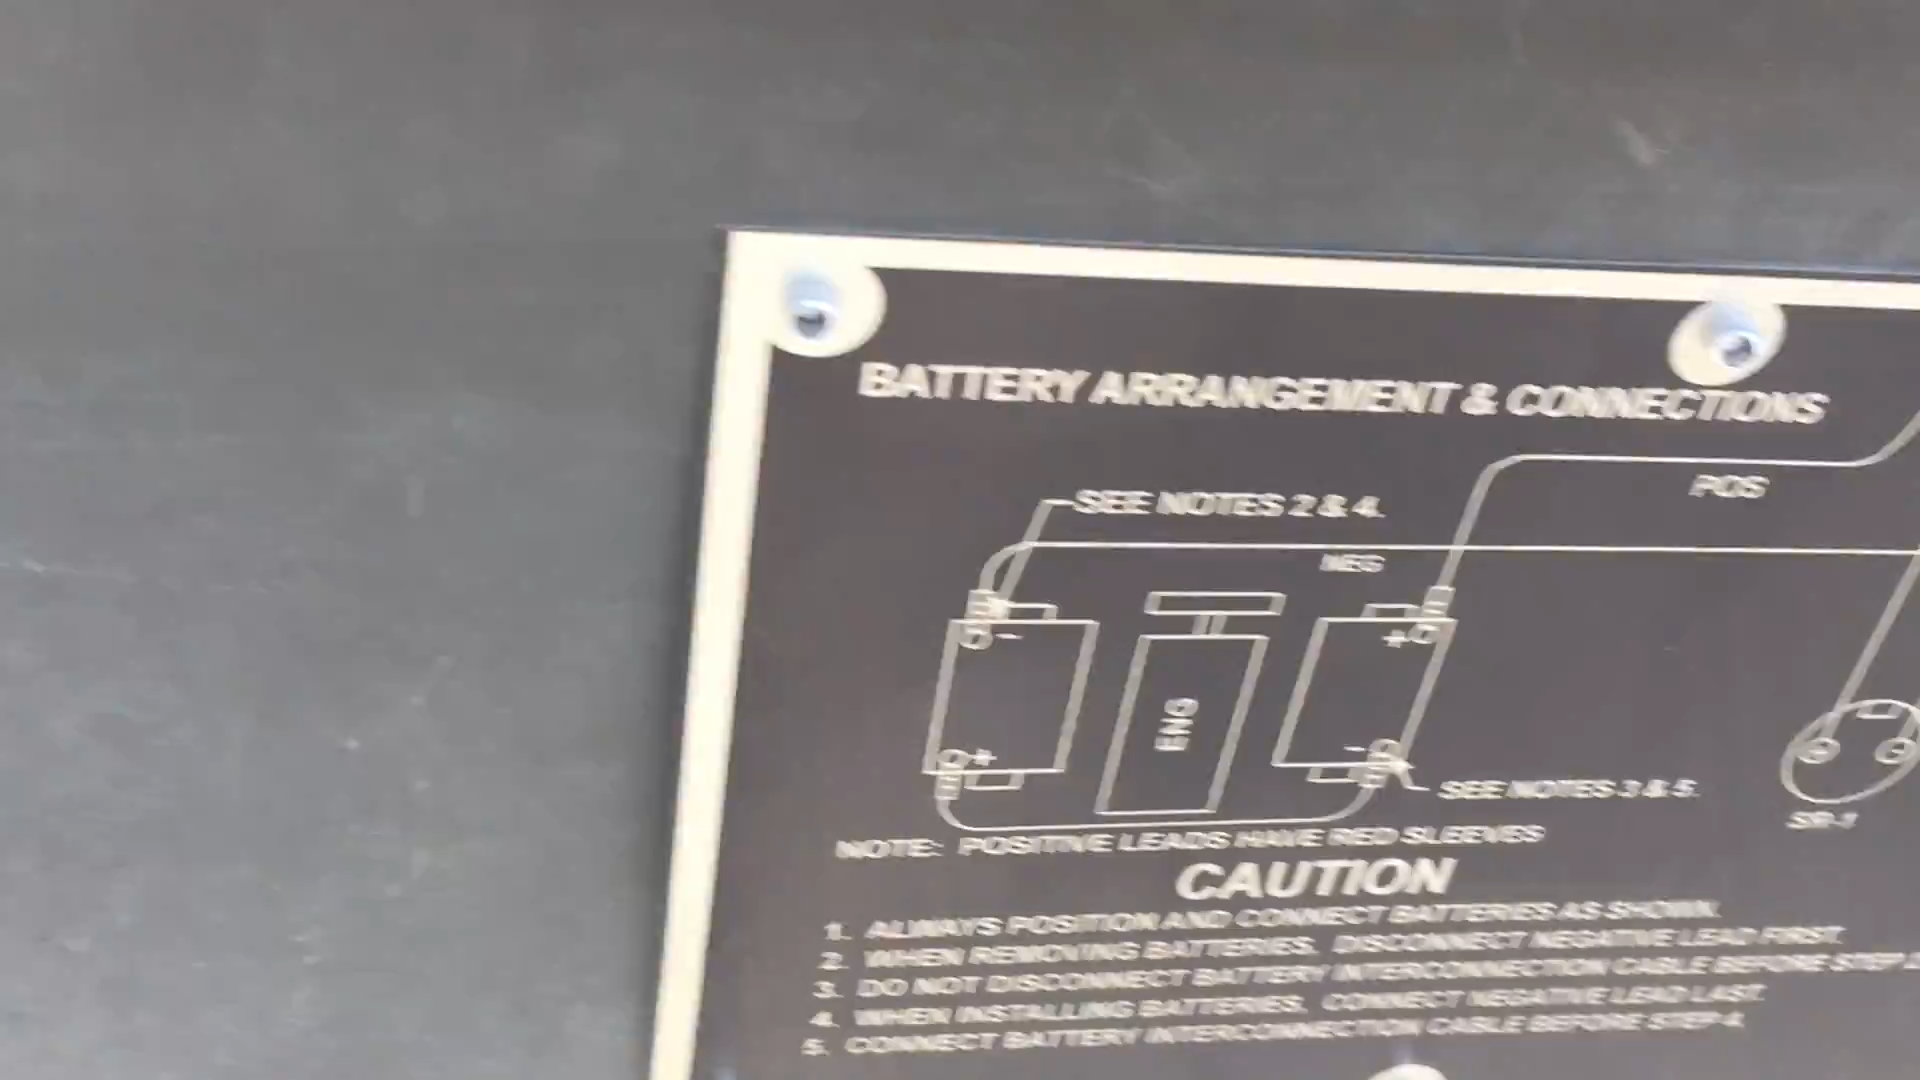 BATTERY ARRANGEMENT & CONNECTIONS
SEE NOTES 2 & 4.
POS
NEG
-
+
ENG
+
-
SEE NOTES 3 & 5.
SR-1
NOTE: POSITIVE LEADS HAVE RED SLEEVES
CAUTION
1. ALWAYS POSITION AND CONNECT BATTERIES AS SHOWN.
2. WHEN REMOVING BATTERIES. DISCONNECT NEGATIVE LEAD FIRST.
3. DO NOT DISCONNECT BATTERY INTERCONNECTION CABLE BEFORE STEP
4. WHEN INSTALLING BATTERIES. CONNECT NEGATIVE LEAD LAST.
5. CONNECT BATTERY INTERCONNECTION CABLE BEFORE STEP 4.